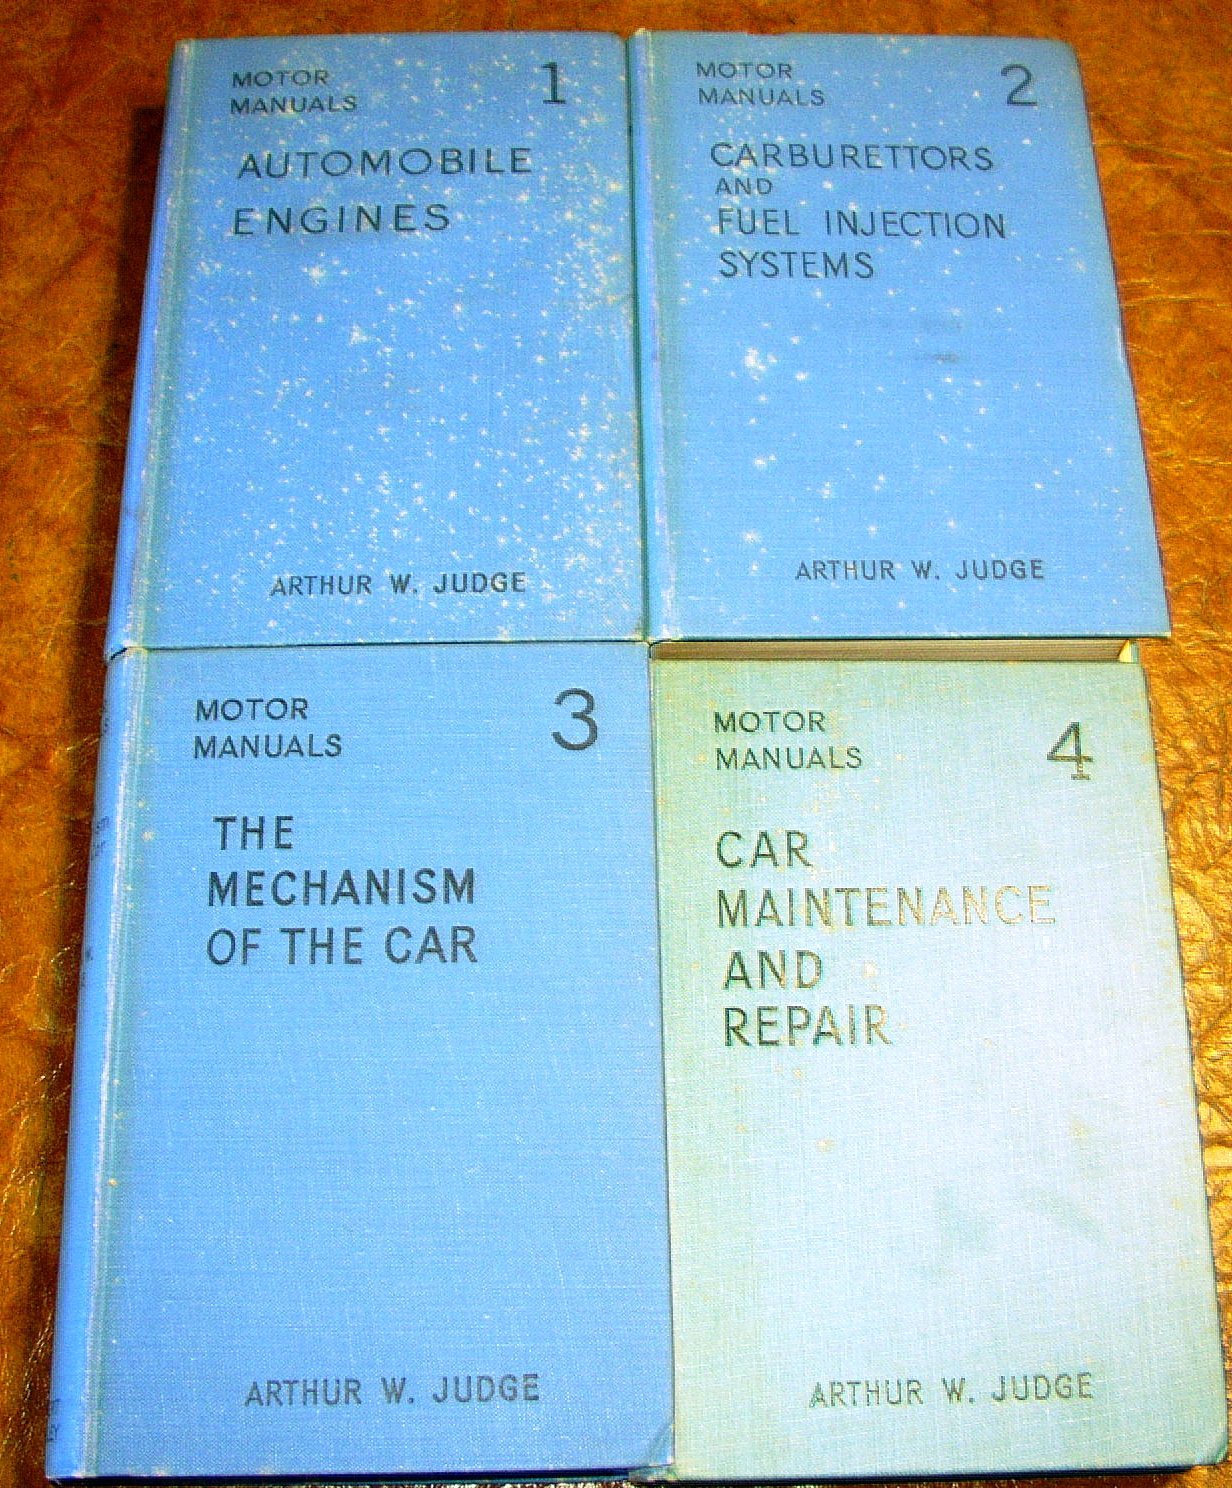 MOTOR
MANUALS
1
AUTOMOBILE
ENGINES
ARTHUR W. JUDGE
MOTOR
MANUALS
2
CARBURETTORS
AND
FUEL INJECTION
SYSTEMS
ARTHUR W. JUDGE
MOTOR
MANUALS
3
THE
MECHANISM
OF THE CAR
ARTHUR W. JUDGE
MOTOR
MANUALS
4
CAR
MAINTENANCE
AND
REPAIR
ARTHUR W. JUDGE